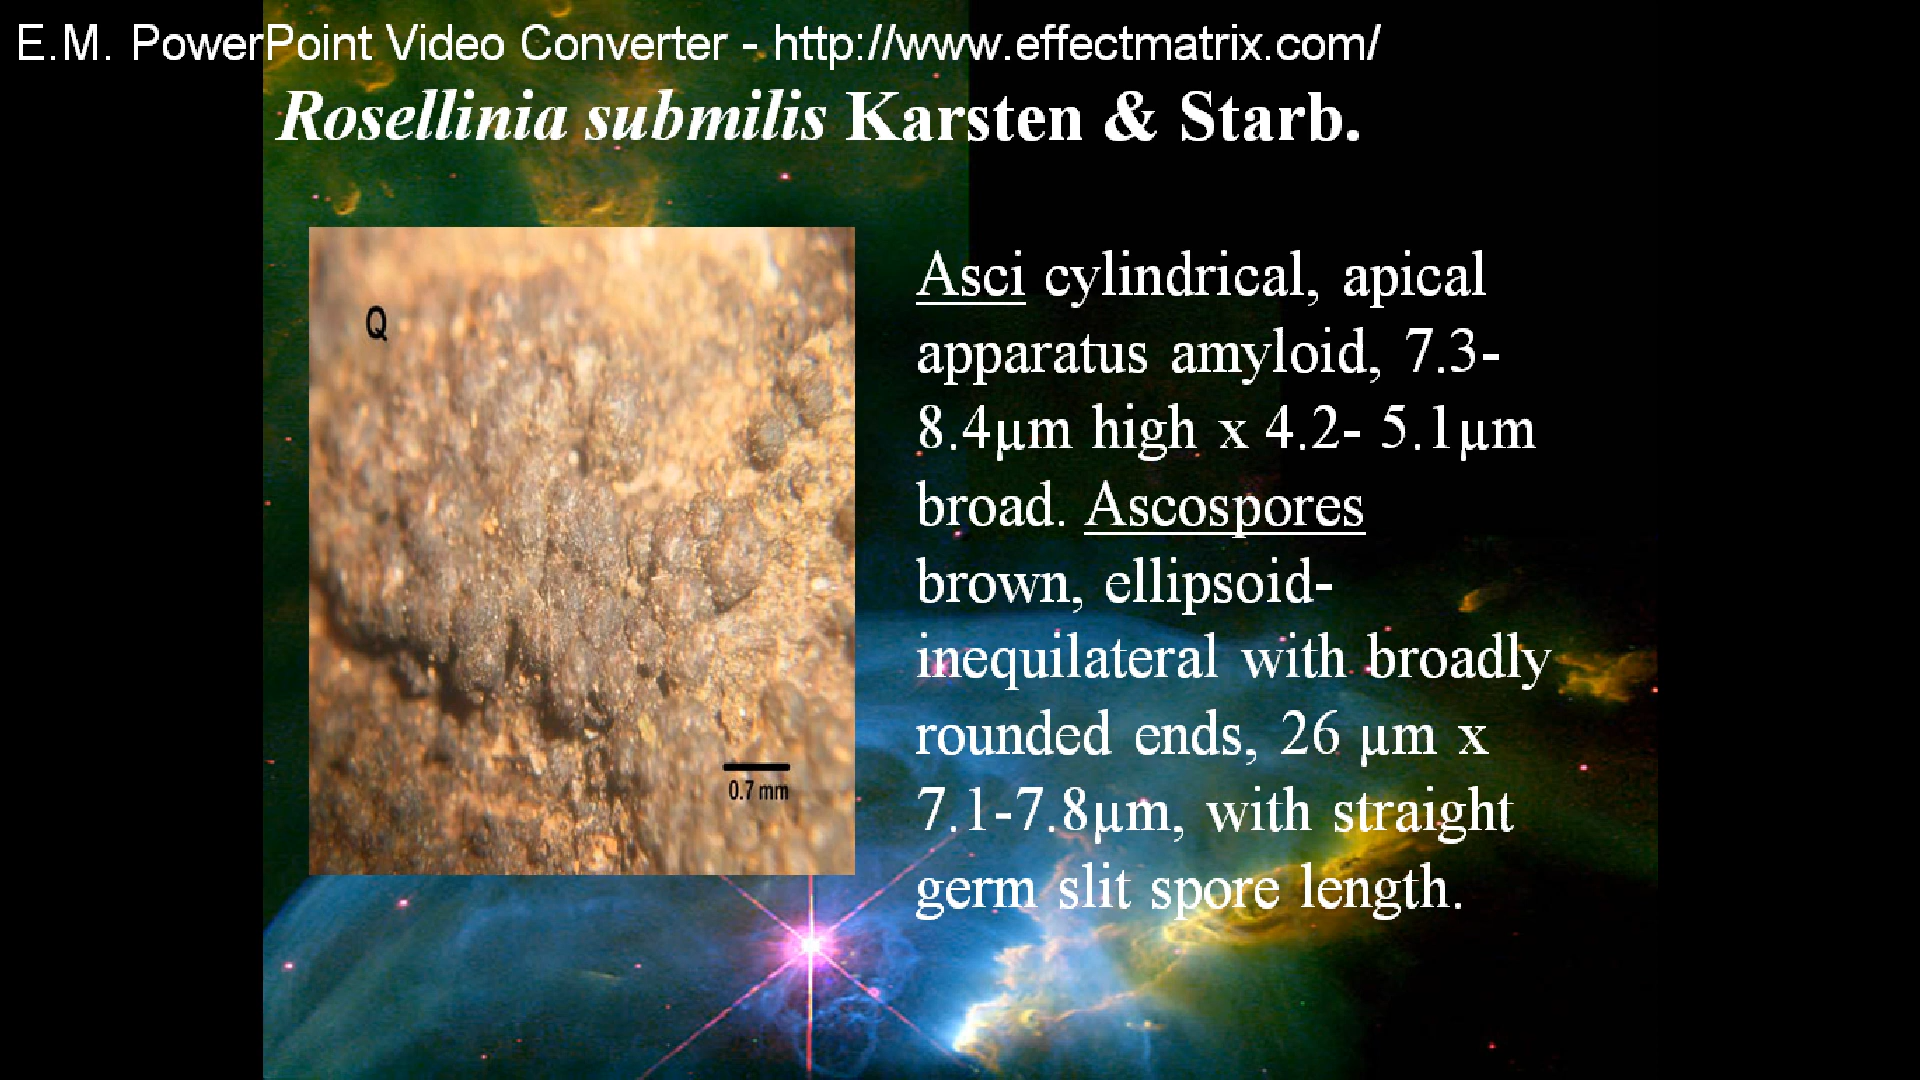 E.M. PowerPoint Video Converter - http://www.effectmatrix.com/
Rosellinia submilis Karsten & Starb.
Q
0.7 mm
Asci cylindrical, apical
apparatus amyloid, 7.3-
8.4µm high x 4.2- 5.1µm
broad. Ascospores
brown, ellipsoid-
inequilateral with broadly
rounded ends, 26 µm x
7.1-7.8µm, with straight
germ slit spore length.